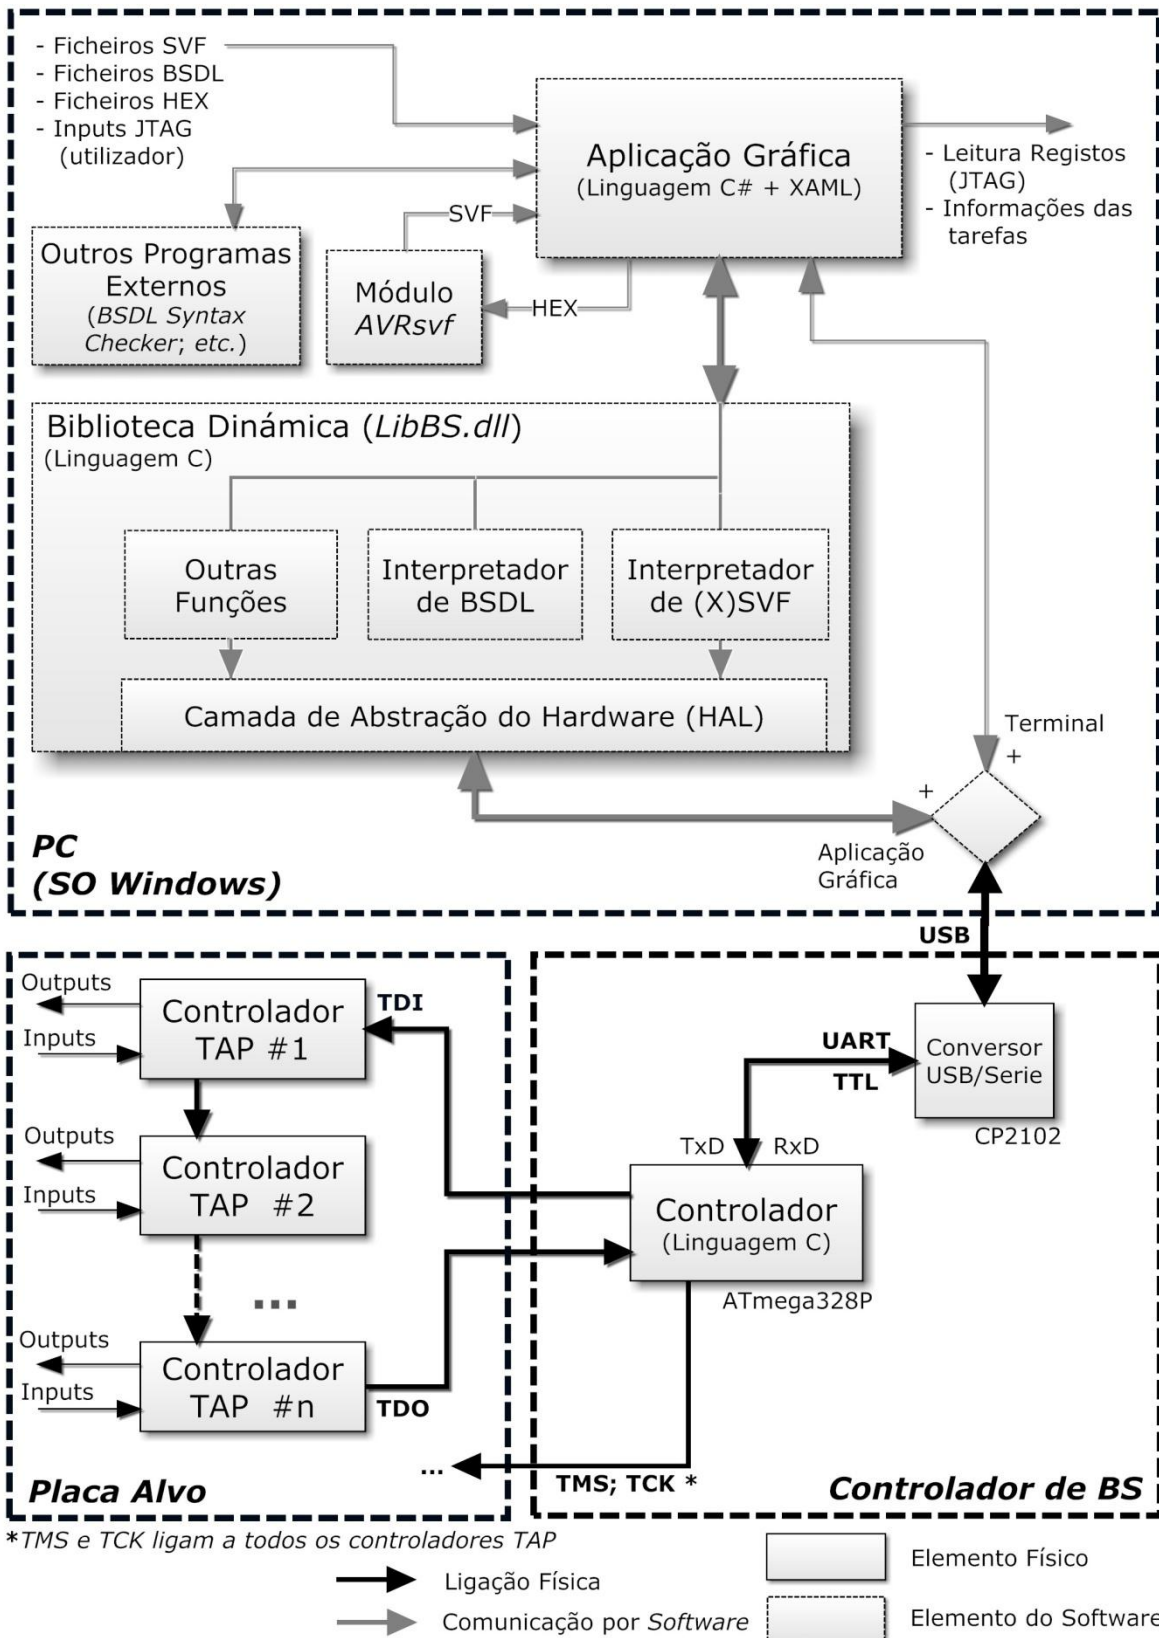 - Ficheiros SVF
- Ficheiros BSDL
- Ficheiros HEX
- Inputs JTAG
(utilizador)
Aplicação Gráfica
(Linguagem C# + XAML)
- Leitura Registos
(JTAG)
- Informações das
tarefas
SVF
Outros Programas
Externos
(BSDL Syntax
Checker; etc.)
Módulo
AVRsvf
HEX
Biblioteca Dinámica (LibBS.dll)
(Linguagem C)
Outras
Funções
Interpretador
de BSDL
Interpretador
de (X)SVF
Camada de Abstração do Hardware (HAL)
Terminal
+
+
Aplicação
Gráfica
PC
(SO Windows)
USB
Outputs
Inputs
Controlador
TAP #1
TDI
UART
TTL
Conversor
USB/Serie
CP2102
Outputs
Inputs
Controlador
TAP #2
TxD
RxD
Controlador
(Linguagem C)
ATmega328P
...
Outputs
Inputs
Controlador
TAP #n
TDO
...
TMS; TCK *
Placa Alvo
Controlador de BS
*TMS e TCK ligam a todos os controladores TAP
Ligação Física
Elemento Físico
Comunicação por Software
Elemento do Software